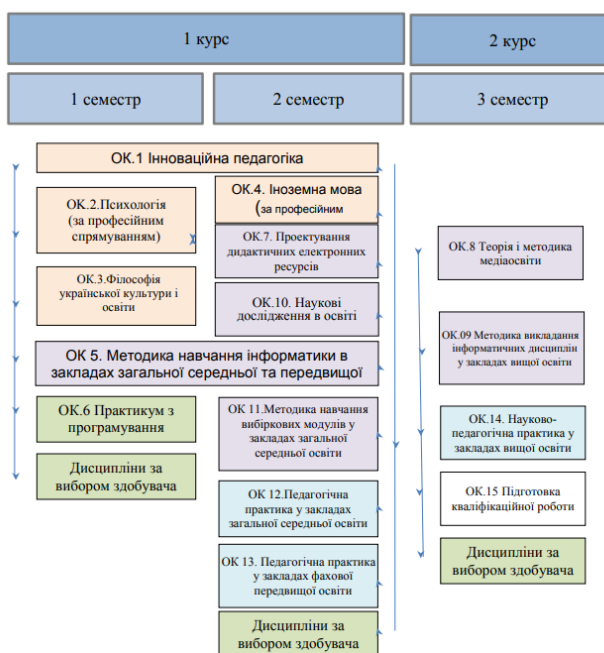 1 курс
2 курс
1 семестр
2 семестр
3 семестр
ОК.1 Інноваційна педагогіка
ОК.2.Психологія
(за професійним
спрямуванням)
ОК.3.Філософія
української культури і
освіти
ОК.4. Іноземна мова
(за професійним
ОК.7. Проектування
дидактичних електронних
ресурсів
ОК.10. Наукові
дослідження в освіті
ОК 5. Методика навчання інформатики в
закладах загальної середньої та передвищої
ОК.6 Практикум з
програмування
Дисципліни за
вибором здобувача
ОК 11.Методика навчання
вибіркових модулів у
закладах загальної
середньої освіти
ОК 12.Педагогічна
практика у закладах
загальної середньої освіти
ОК 13. Педагогічна практика
у закладах фахової
передвищої освіти
Дисципліни за
вибором здобувача
ОК.8 Теорія і методика
медіаосвіти
ОК.09 Методика викладання
інформатичних дисциплін
у закладах вищої освіти
ОК.14. Науково-
педагогічна практика у
закладах вищої освіти
ОК.15 Підготовка
кваліфікаційної роботи
Дисципліни за
вибором здобувача